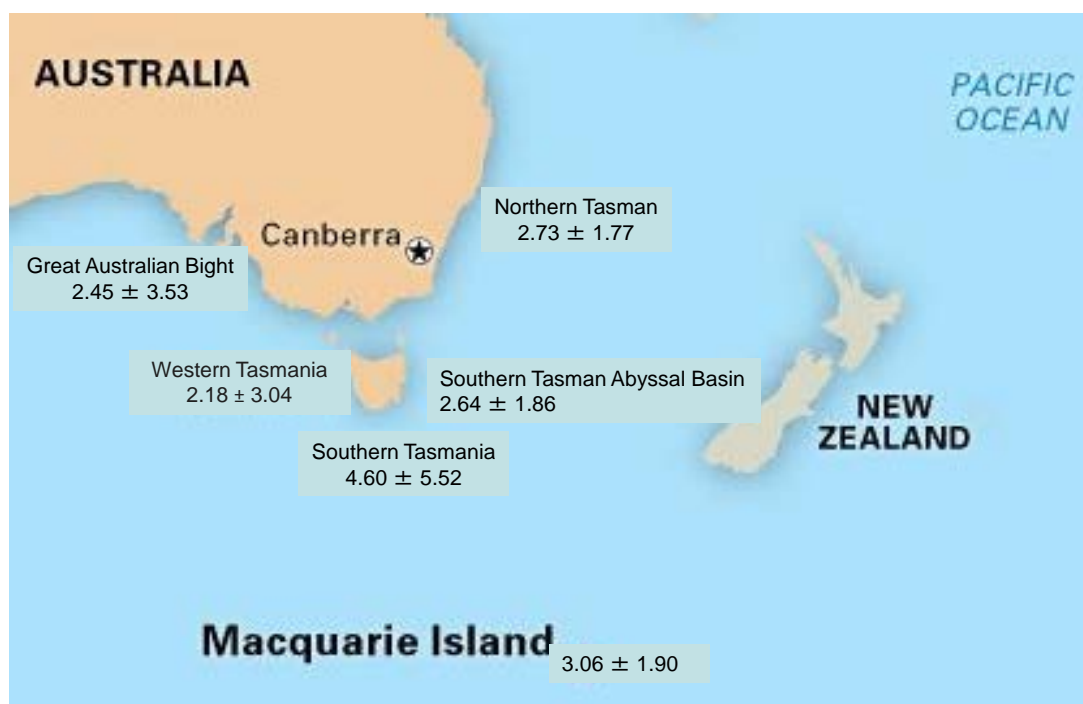 AUSTRALIA
PACIFIC
OCEAN
Northern Tasman
2.73 ± 1.77
Canberra
Great Australian Bight
2.45 ± 3.53
Western Tasmania
2.18 ± 3.04
Southern Tasman Abyssal Basin
2.64 ± 1.86
NEW
ZEALAND
Southern Tasmania
4.60 ± 5.52
Macquarie Island
3.06 ± 1.90